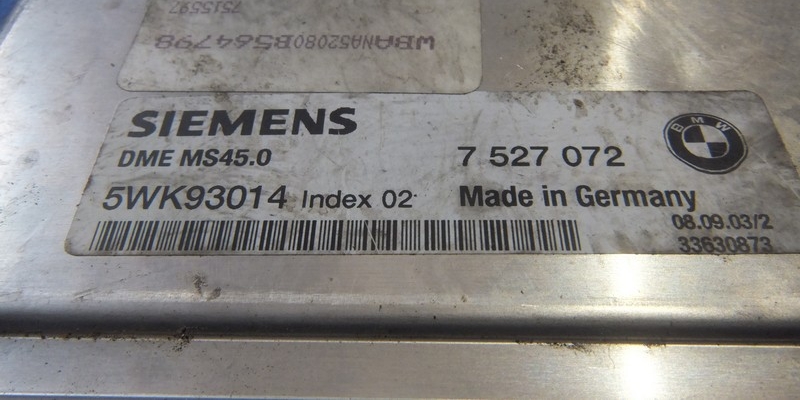 7515597
WBANA52080B564798
SIEMENS
BMW
DME MS45.0
7 527 072
5WK93014 Index 02
Made in Germany
08.09.03/2
33630873